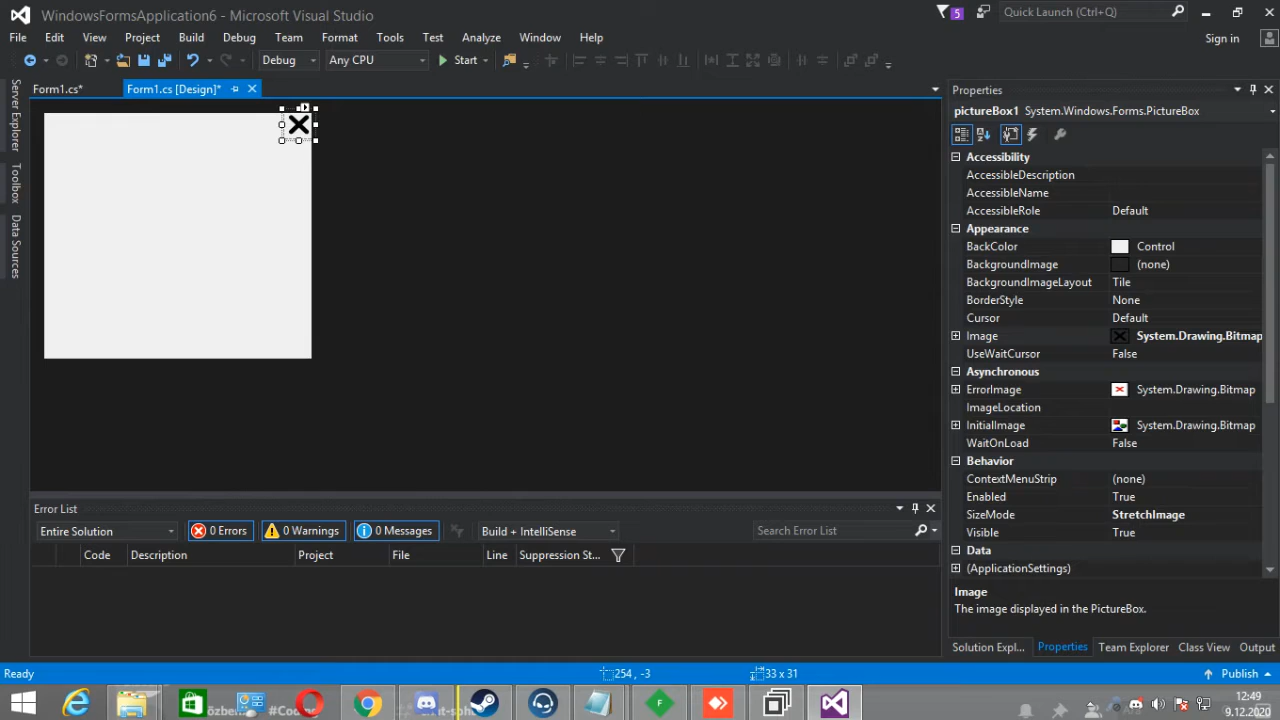 WindowsFormsApplication6 - Microsoft Visual Studio
5
Quick Launch (Ctrl+Q)
File Edit View Project Build Debug Team Format Tools Test Analyze Window Help
Sign in
Debug Any CPU Start
Form1.cs* Form1.cs [Design]*
Server Explorer
Toolbox
Data Sources
Properties
pictureBox1 System.Windows.Forms.PictureBox
Accessibility
AccessibleDescription
AccessibleName
AccessibleRole Default
Appearance
BackColor Control
BackgroundImage (none)
BackgroundImageLayout Tile
BorderStyle None
Cursor Default
Image System.Drawing.Bitmap
UseWaitCursor False
Asynchronous
ErrorImage System.Drawing.Bitmap
ImageLocation
InitialImage System.Drawing.Bitmap
WaitOnLoad False
Behavior
ContextMenuStrip (none)
Enabled True
SizeMode StretchImage
Visible True
Data
(ApplicationSettings)
Image
The image displayed in the PictureBox.
Solution Expl... Properties Team Explorer Class View Output
Error List
Entire Solution 0 Errors 0 Warnings 0 Messages Build + IntelliSense Search Error List
Code Description Project File Line Suppression St...
Ready 254 , -3 33 x 31 Publish
12:49
9.12.2020